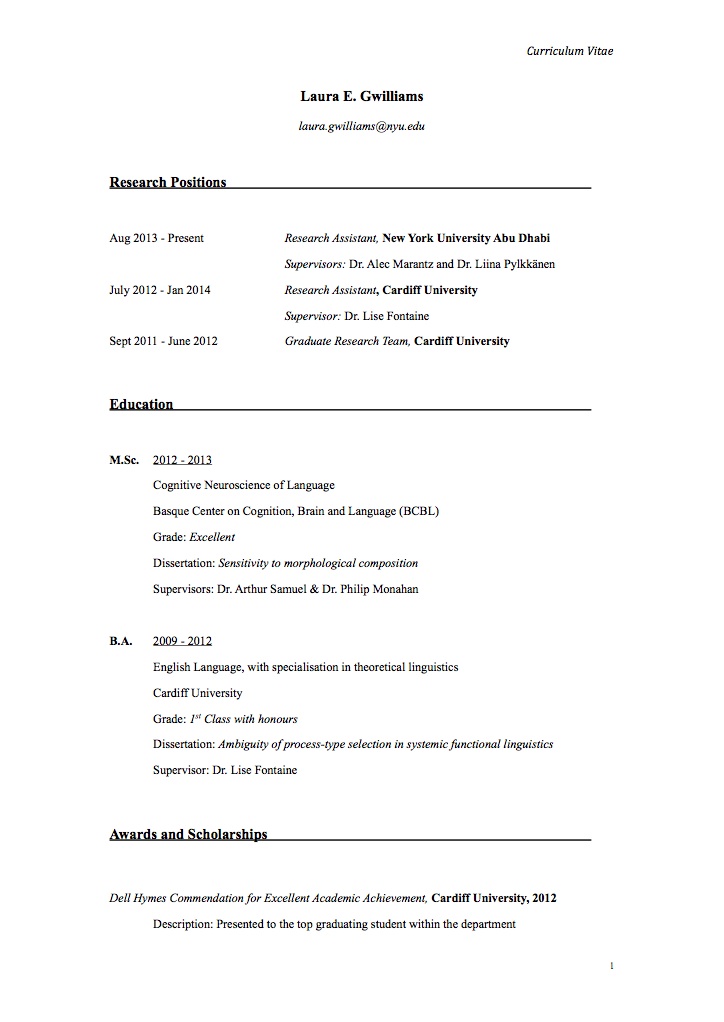 Curriculum Vitae
Laura E. Gwilliams
laura.gwilliams@nyu.edu
Research Positions
Aug 2013 - Present Research Assistant, New York University Abu Dhabi
Supervisors: Dr. Alec Marantz and Dr. Liina Pylkkänen
July 2012 - Jan 2014 Research Assistant, Cardiff University
Supervisor: Dr. Lise Fontaine
Sept 2011 - June 2012 Graduate Research Team, Cardiff University
Education
M.Sc. 2012 - 2013
Cognitive Neuroscience of Language
Basque Center on Cognition, Brain and Language (BCBL)
Grade: Excellent
Dissertation: Sensitivity to morphological composition
Supervisors: Dr. Arthur Samuel & Dr. Philip Monahan
B.A. 2009 - 2012
English Language, with specialisation in theoretical linguistics
Cardiff University
Grade: 1st Class with honours
Dissertation: Ambiguity of process-type selection in systemic functional linguistics
Supervisor: Dr. Lise Fontaine
Awards and Scholarships
Dell Hymes Commendation for Excellent Academic Achievement, Cardiff University, 2012
Description: Presented to the top graduating student within the department
1